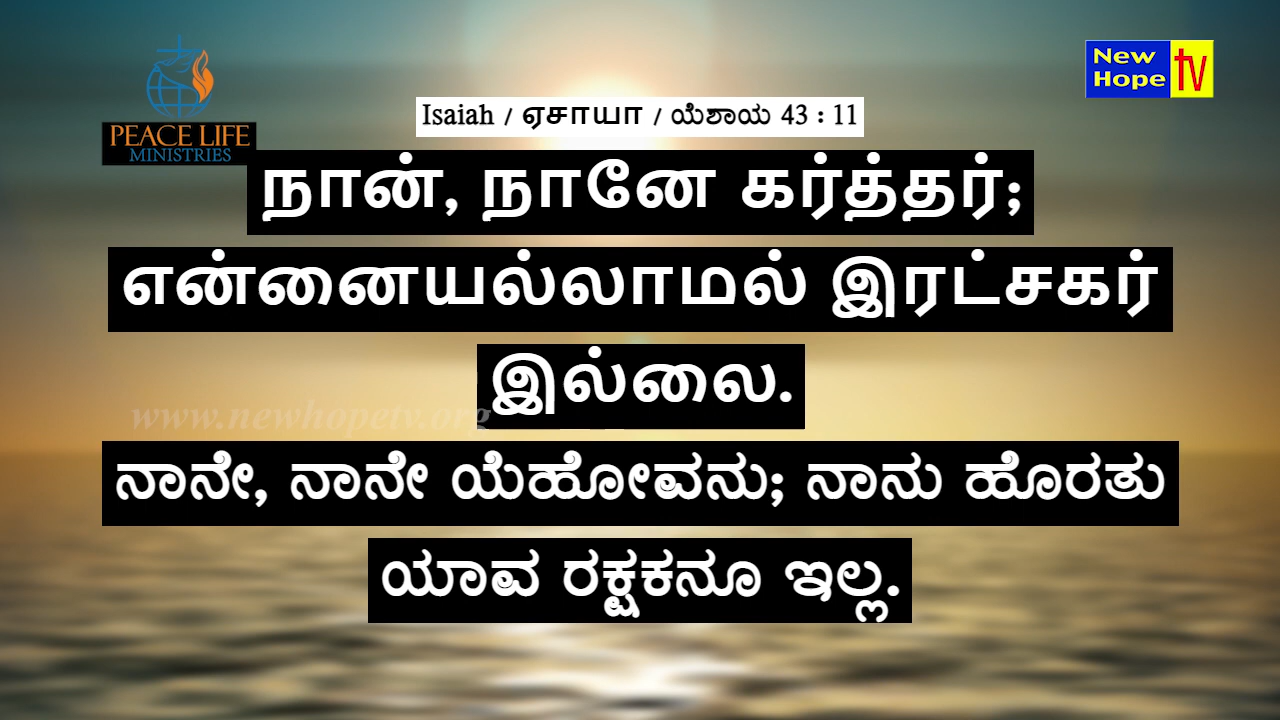 New
Hope tv
PEACE LIFE
MINISTRIES
Isaiah / ஏசாயா / ಯೆಶಾಯ 43 : 11
நான், நானே கர்த்தர்;
என்னையல்லாமல் இரட்சகர்
இல்லை.
www.newhopetv.org
ನಾನೇ, ನಾನೇ ಯೆಹೋವನು; ನಾನು ಹೊರತು
ಯಾವ ರಕ್ಷಕನೂ ಇಲ್ಲ.